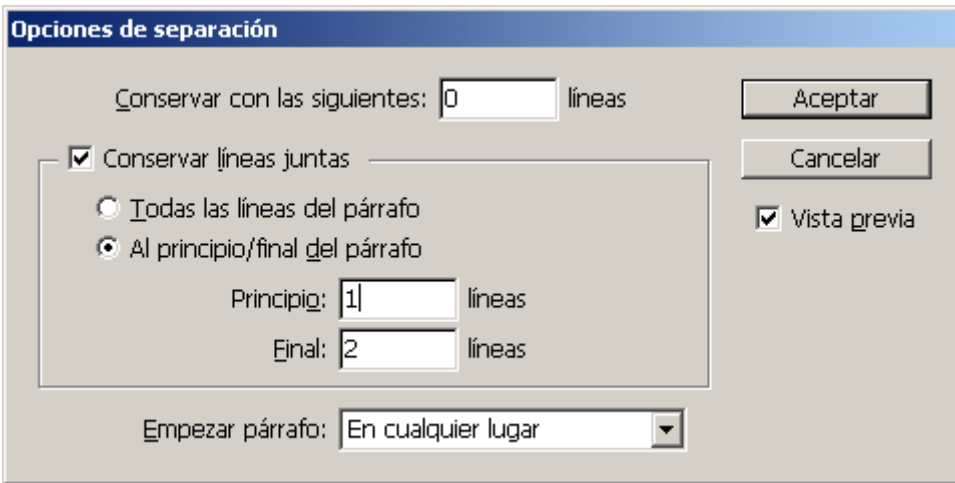 Opciones de separación
Conservar con las siguientes: 0 líneas
Aceptar
Conservar líneas juntas
Cancelar
Todas las líneas del párrafo
Vista previa
Al principio/final del párrafo
Principio: 1 líneas
Final: 2 líneas
Empezar párrafo: En cualquier lugar